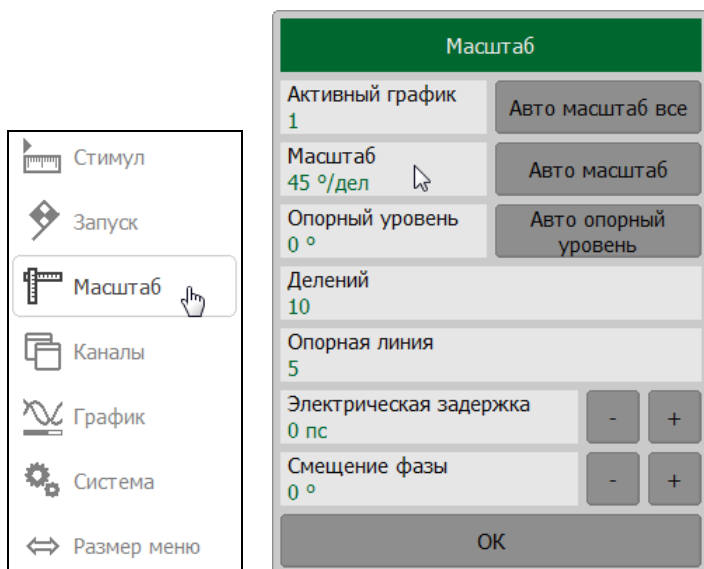 Стимул
Запуск
Масштаб
Каналы
График
Система
Размер меню
Масштаб
Активный график
1
Авто масштаб все
Масштаб
45 °/дел
Авто масштаб
Опорный уровень
0 °
Авто опорный
уровень
Делений
10
Опорная линия
5
Электрическая задержка
0 пс
- +
Смещение фазы
0 °
- +
ОК